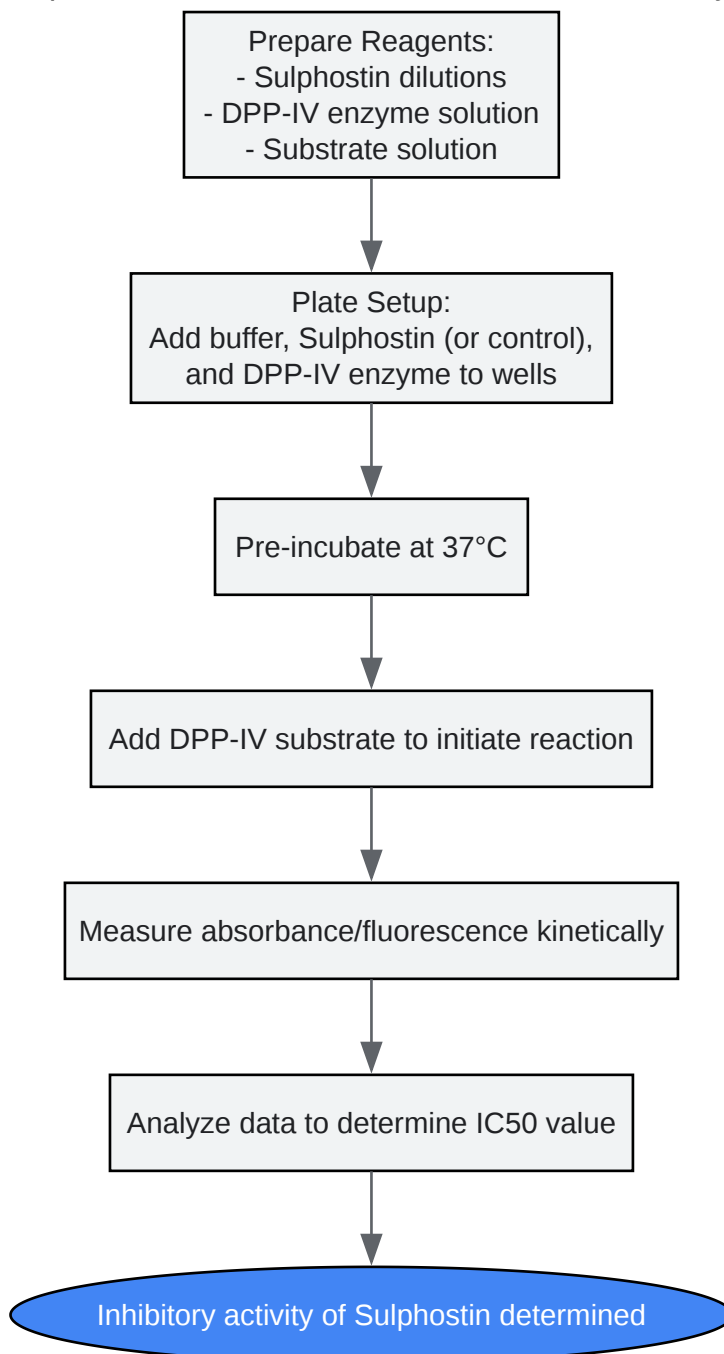 Prepare Reagents:
- Sulphostin dilutions
- DPP-IV enzyme solution
- Substrate solution
Plate Setup:
Add buffer, Sulphostin (or control),
and DPP-IV enzyme to wells
Pre-incubate at 37°C
Add DPP-IV substrate to initiate reaction
Measure absorbance/fluorescence kinetically
Analyze data to determine IC50 value
Inhibitory activity of Sulphostin determined